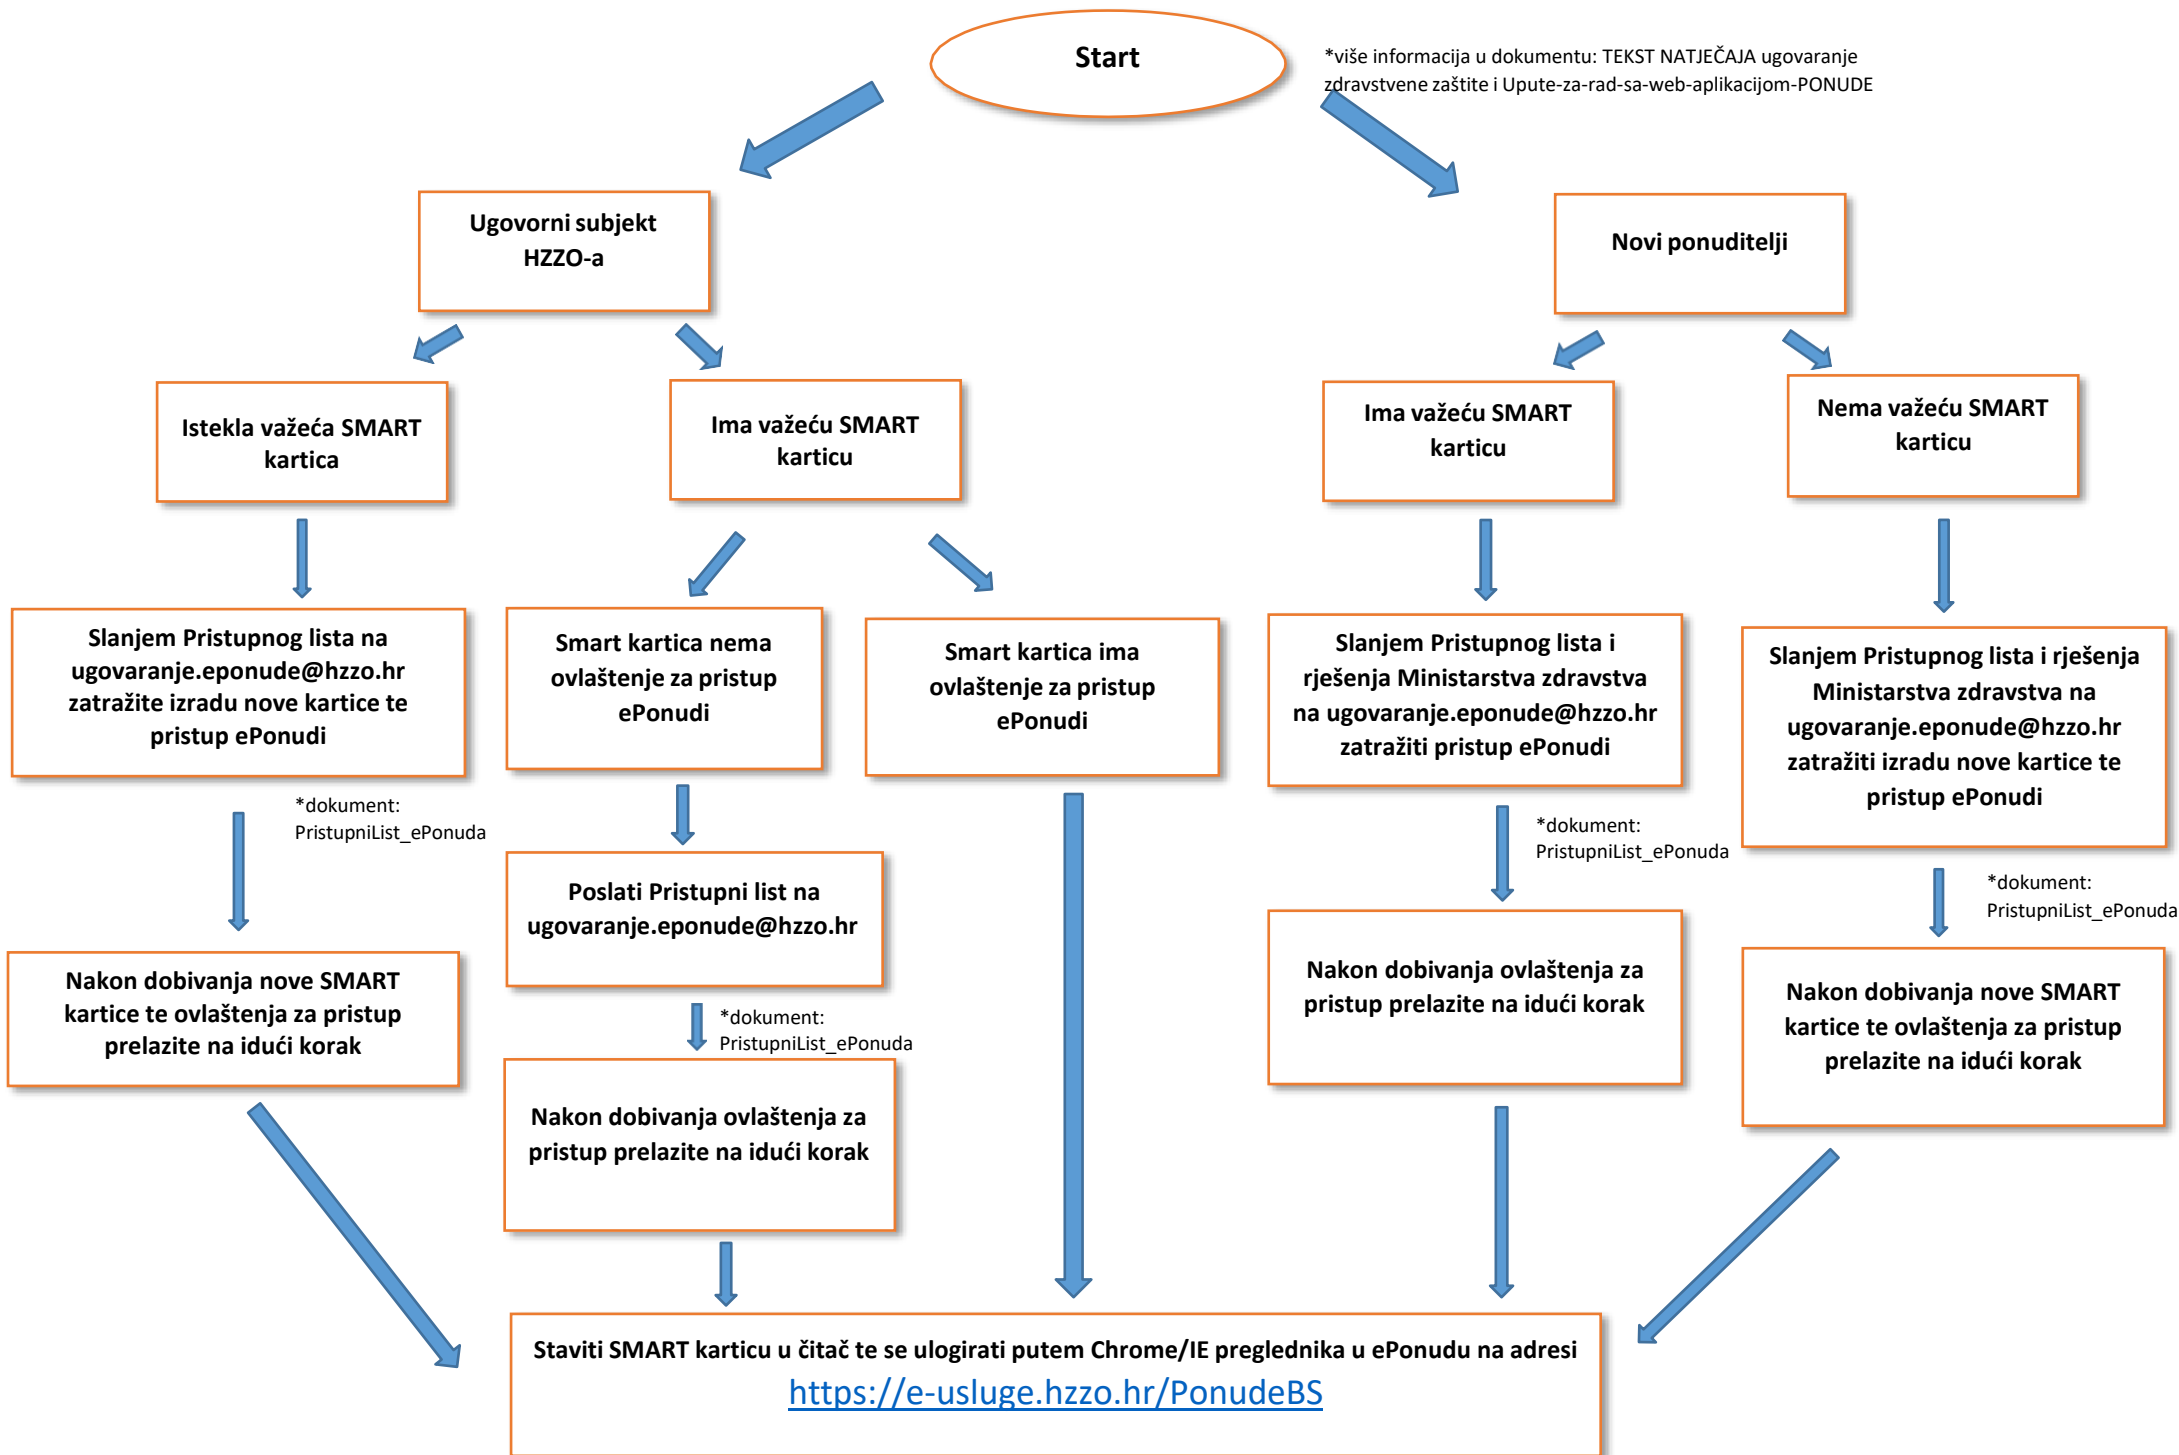 Start
*više informacija u dokumentu: TEKST NATJEČAJA ugovaranje
zdravstvene zaštite i Upute-za-rad-sa-web-aplikacijom-PONUDE
Ugovorni subjekt
HZZO-a
Novi ponuditelji
Istekla važeća SMART
kartica
Ima važeću SMART
karticu
Ima važeću SMART
karticu
Nema važeću SMART
karticu
Slanjem Pristupnog lista na
ugovaranje.eponude@hzzo.hr
zatražite izradu nove kartice te
pristup ePonudi
Smart kartica nema
ovlaštenje za pristup
ePonudi
Smart kartica ima
ovlaštenje za pristup
ePonudi
Slanjem Pristupnog lista i
rješenja Ministarstva zdravstva
na ugovaranje.eponude@hzzo.hr
zatražiti pristup ePonudi
Slanjem Pristupnog lista i rješenja
Ministarstva zdravstva na
ugovaranje.eponude@hzzo.hr
zatražiti izradu nove kartice te
pristup ePonudi
*dokument:
PristupniList_ePonuda
*dokument:
PristupniList_ePonuda
*dokument:
PristupniList_ePonuda
Poslati Pristupni list na
ugovaranje.eponude@hzzo.hr
Nakon dobivanja nove SMART
kartice te ovlaštenja za pristup
prelazite na idući korak
*dokument:
PristupniList_ePonuda
Nakon dobivanja ovlaštenja za
pristup prelazite na idući korak
Nakon dobivanja nove SMART
kartice te ovlaštenja za pristup
prelazite na idući korak
Nakon dobivanja ovlaštenja za
pristup prelazite na idući korak
Staviti SMART karticu u čitač te se ulogirati putem Chrome/IE preglednika u ePonudu na adresi
https://e-usluge.hzzo.hr/PonudeBS